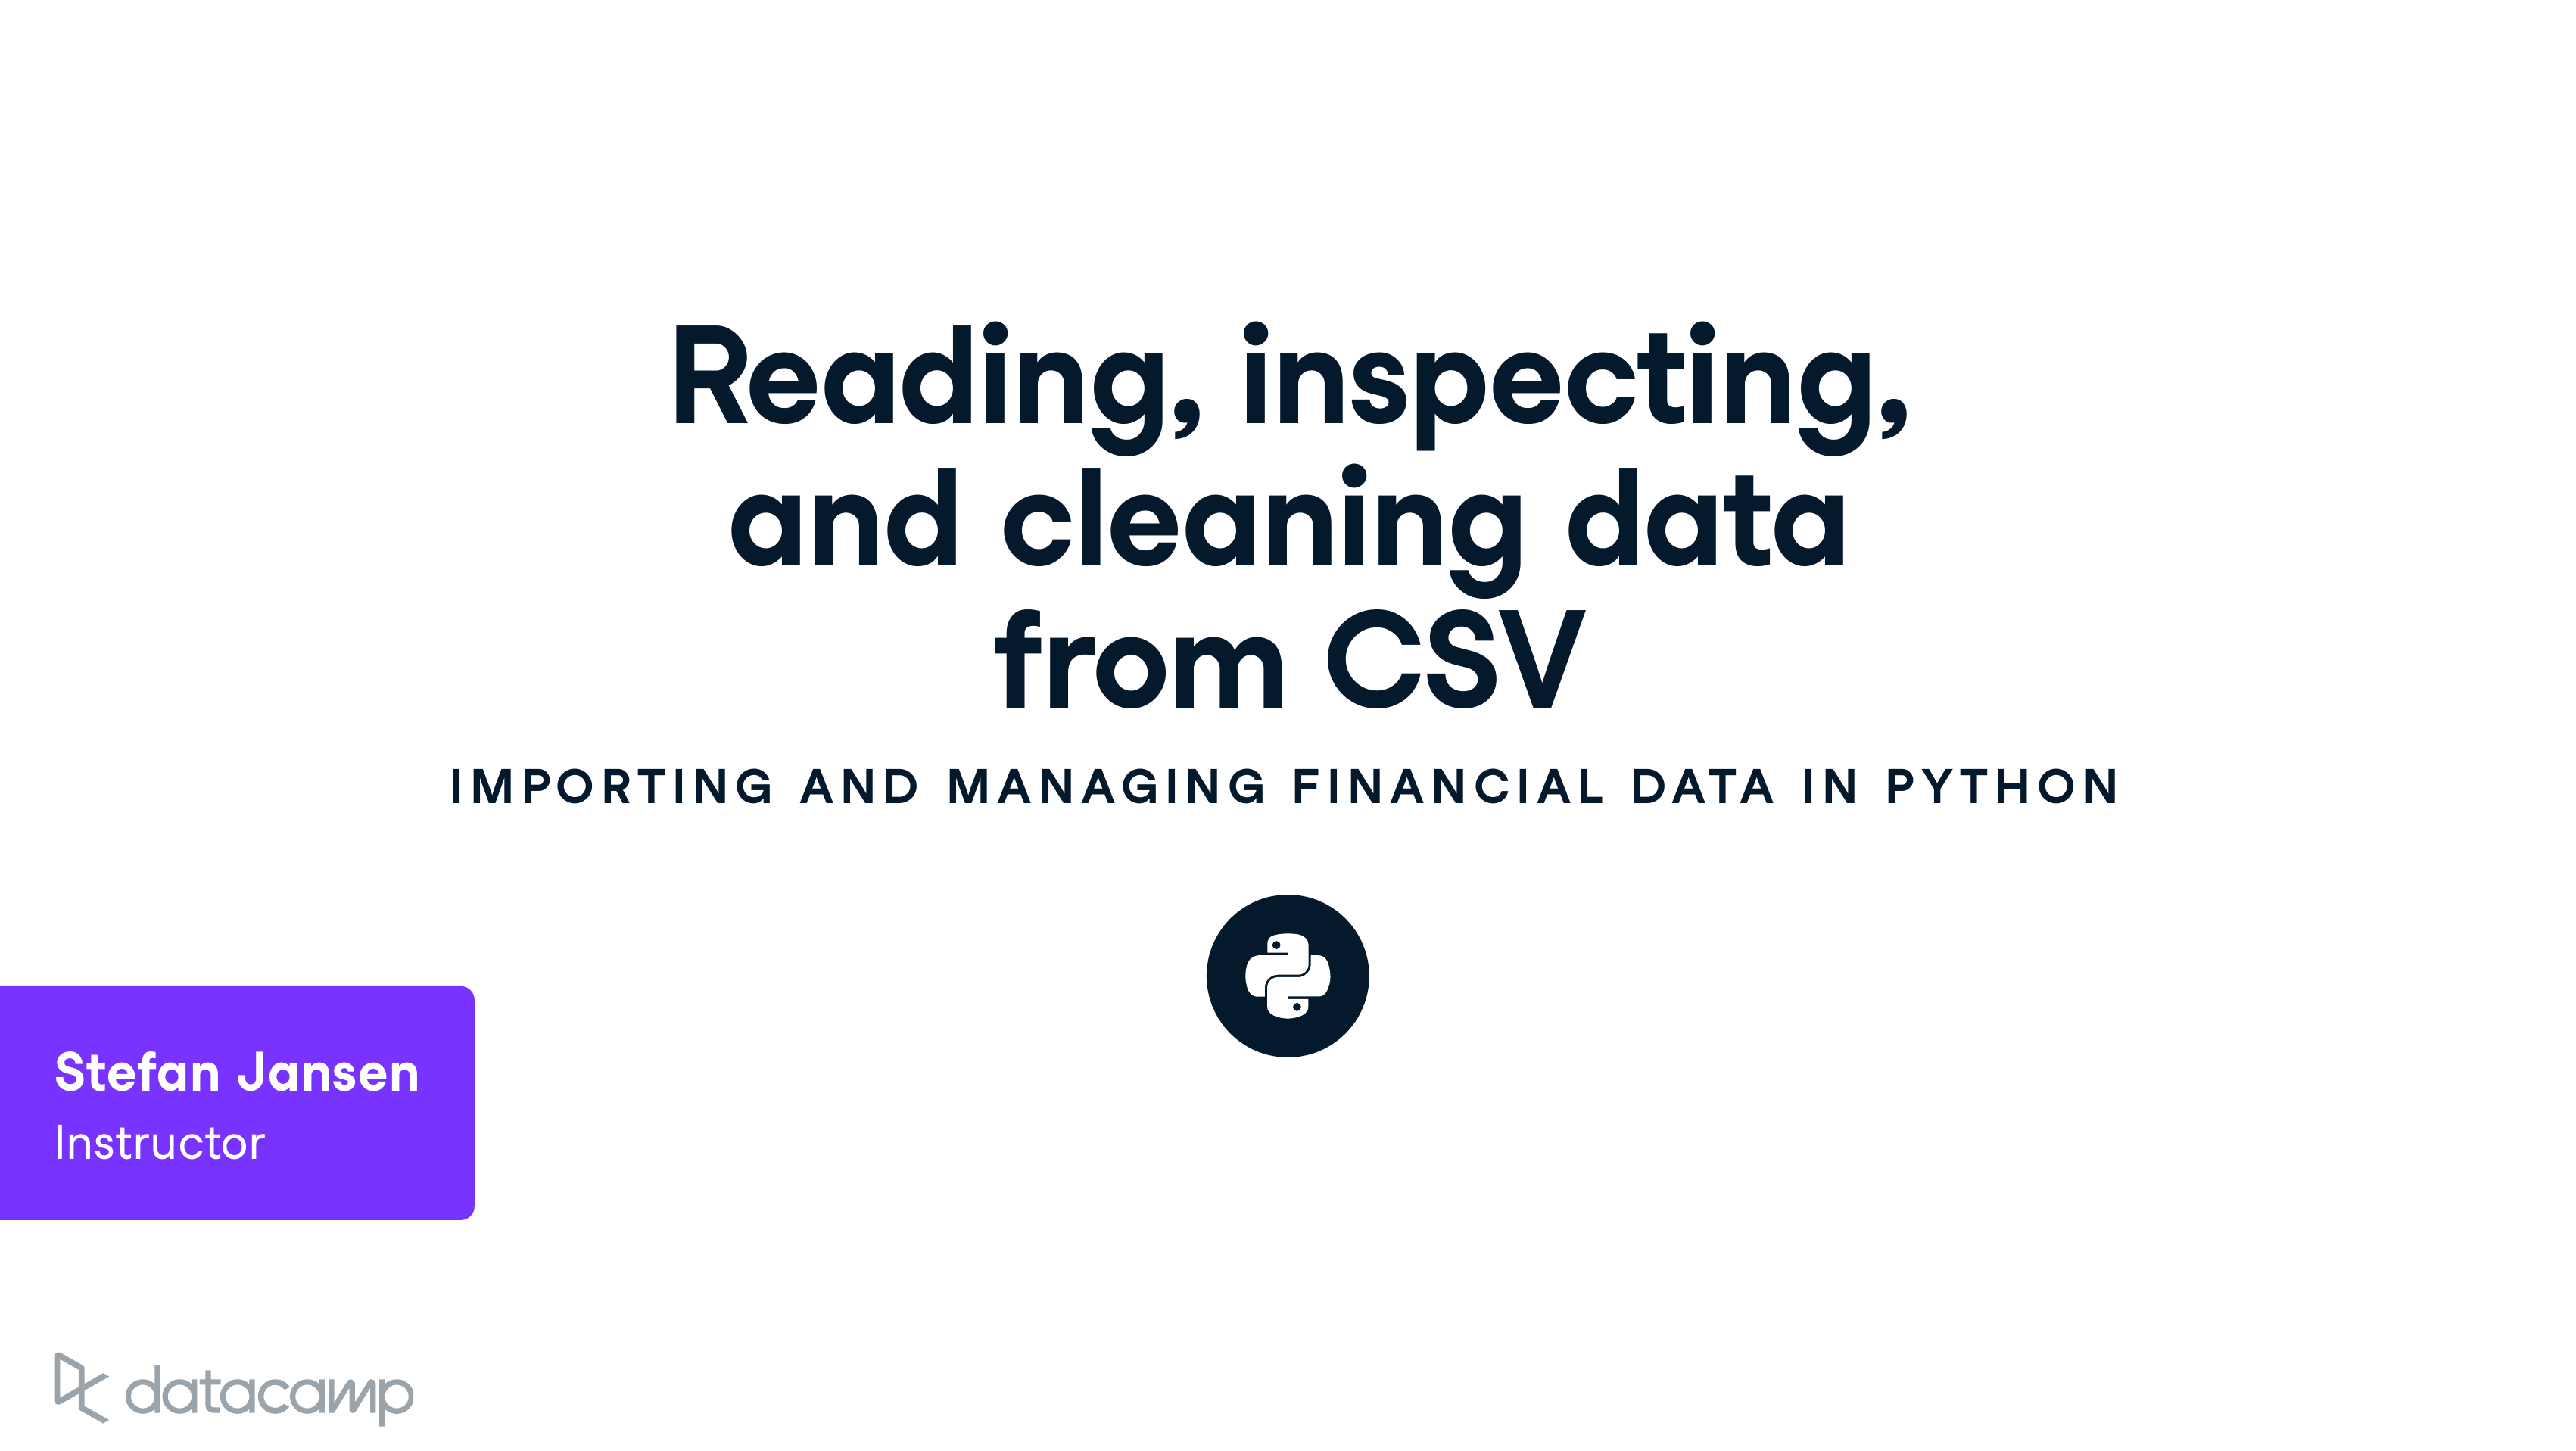 Reading, inspecting,
and cleaning data
from CSV
IMPORTING AND MANAGING FINANCIAL DATA IN PYTHON
Stefan Jansen
Instructor
datacamp